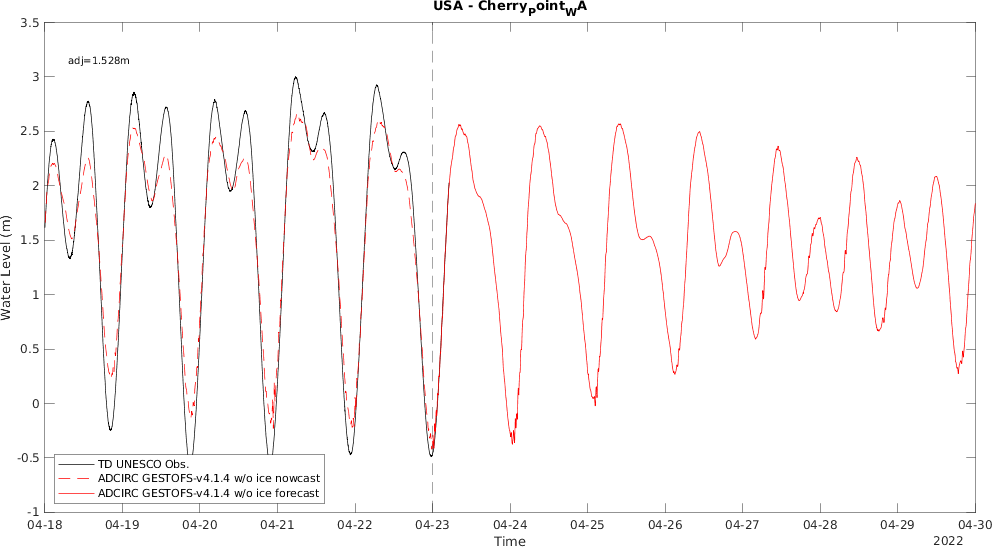 USA - CherryPointWA
adj=1.528m
Water Level (m)
3.5
3
2.5
2
1.5
1
0.5
0
-0.5
-1
TD UNESCO Obs.
ADCIRC GESTOFS-v4.1.4 w/o ice nowcast
ADCIRC GESTOFS-v4.1.4 w/o ice forecast
04-18 04-19 04-20 04-21 04-22 04-23 04-24 04-25 04-26 04-27 04-28 04-29 04-30
Time
2022